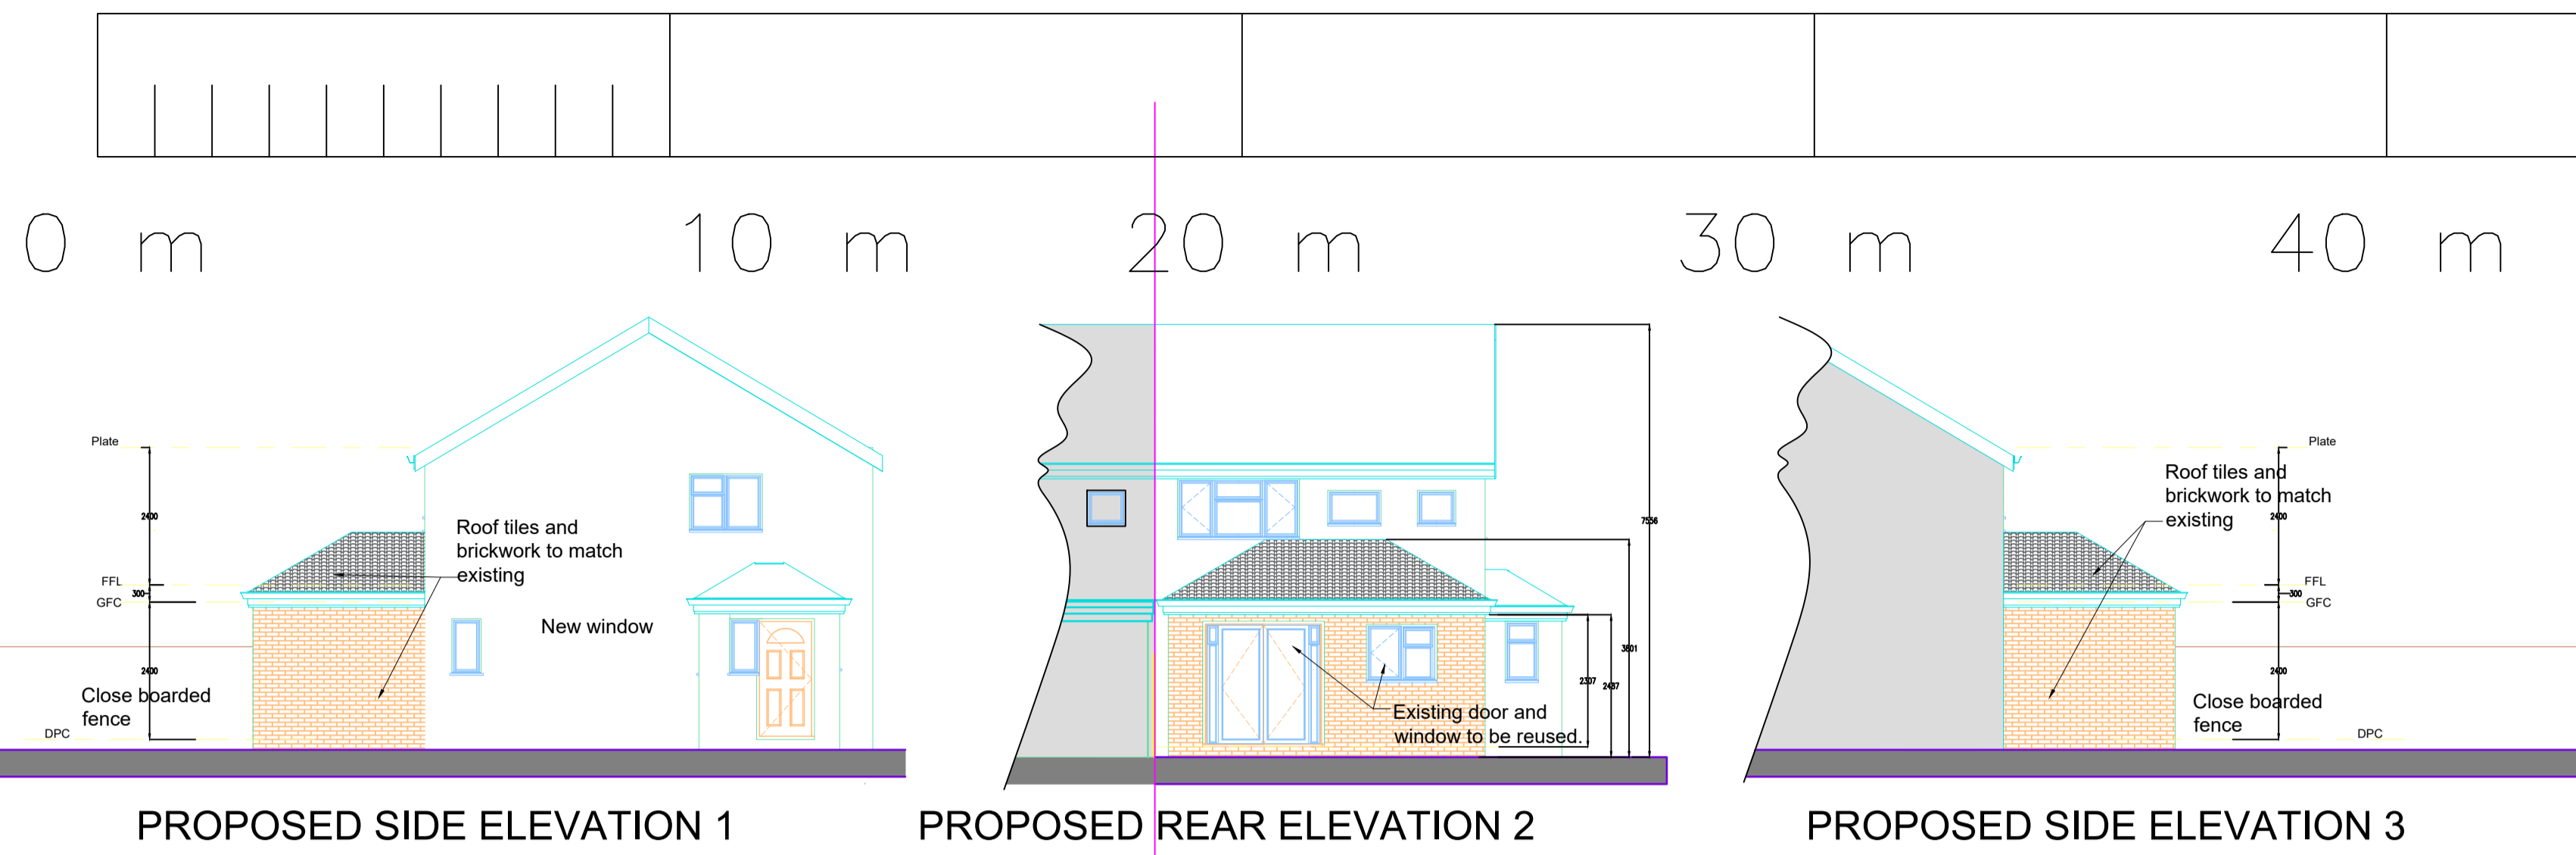 0 m
10 m
20 m
30 m
40 m
Plate
2400
FFL
300
GFC
2400
Close boarded
fence
DPC
Roof tiles and
brickwork to match
existing
New window
PROPOSED SIDE ELEVATION 1
7556
3801
2307
2487
Existing door and
window to be reused.
PROPOSED REAR ELEVATION 2
Plate
Roof tiles and
brickwork to match
existing
2400
FFL
300
GFC
2400
Close boarded
fence
DPC
PROPOSED SIDE ELEVATION 3